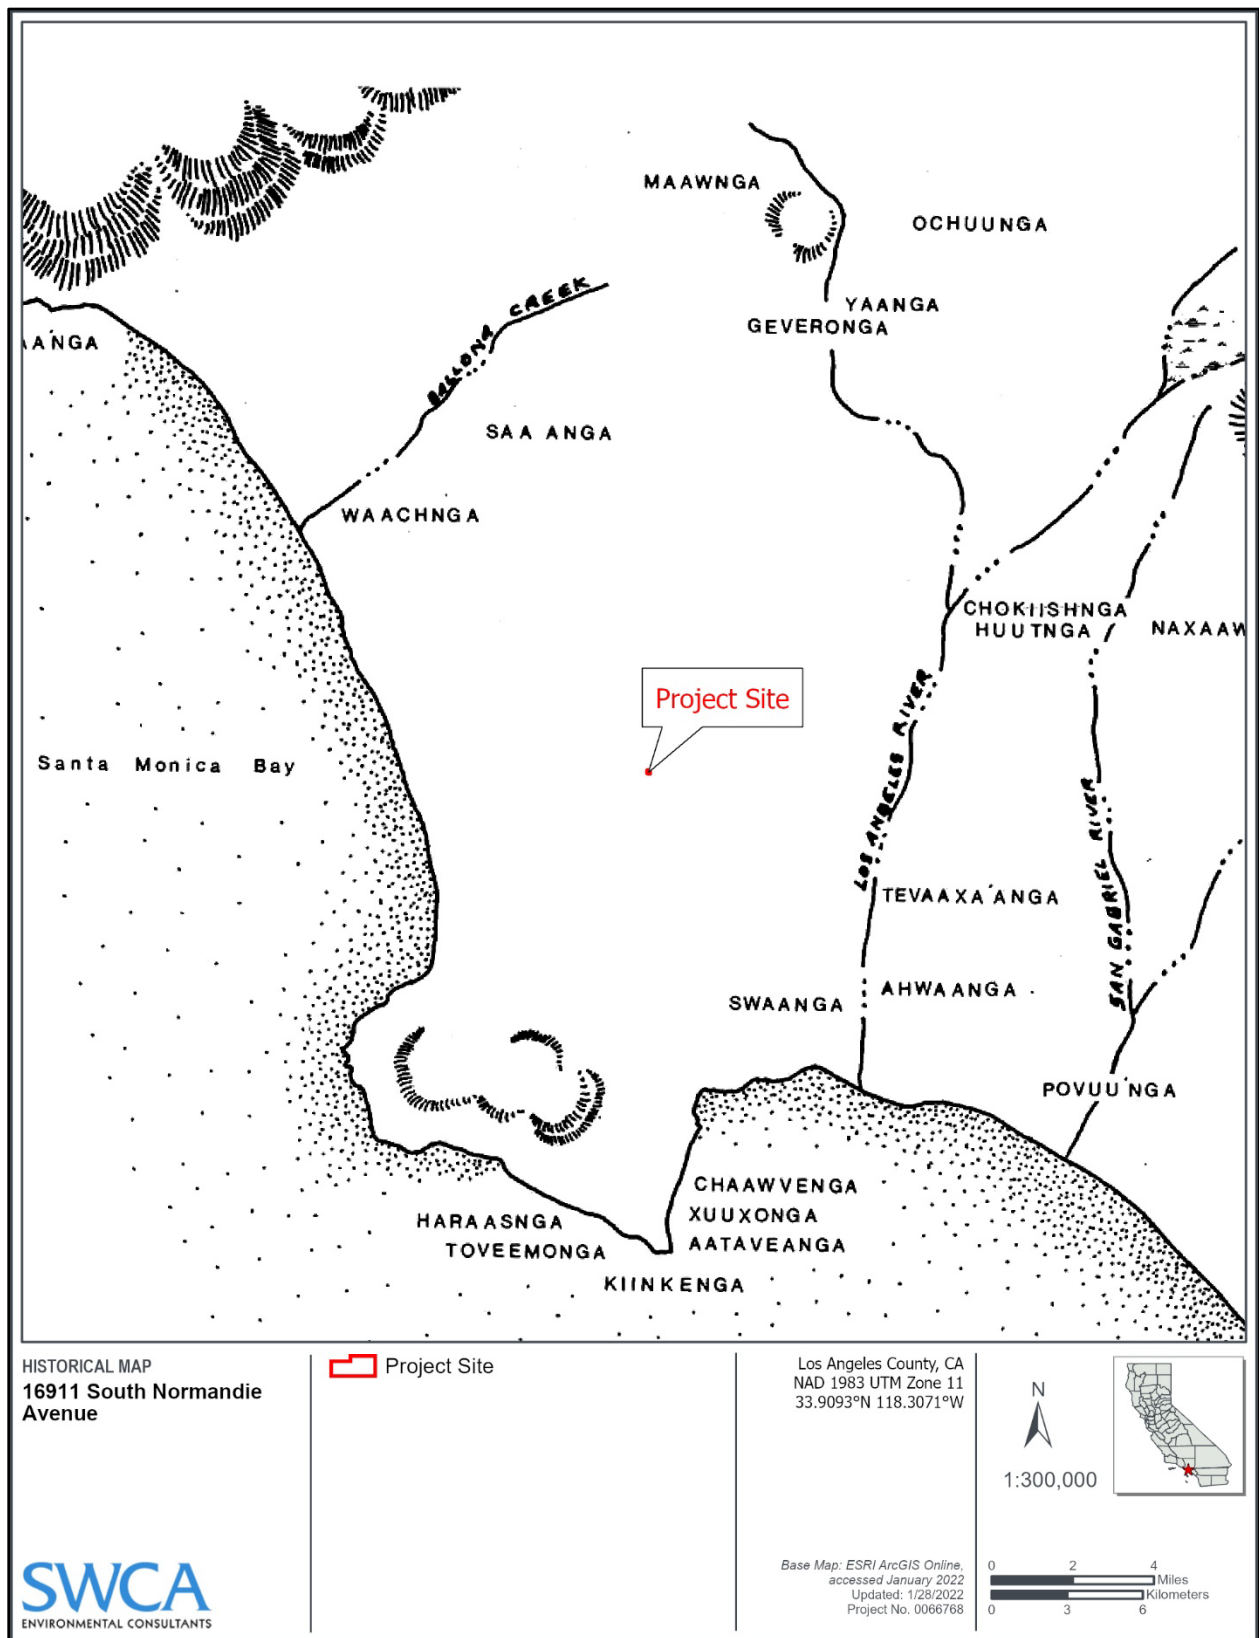 MAAWNGA
OCHUUNGA
YAANGA
GEVERONGA
BALLONA CREEK
AA'NGA
SAA ANGA
WAACHNGA
CHOKIISHNGA
HUUTNGA
NAXAAW
Project Site
LOS ANGELES RIVER
Santa Monica Bay
SAN GABRIEL RIVER
TEVAAXA'ANGA
SWAANGA
AHWAANGA
POVUU'NGA
CHAAWVENGA
HARAASNGA
XUUXONGA
TOVEEMONGA
AATAVEANGA
KIINKENGA
HISTORICAL MAP
16911 South Normandie
Avenue
Project Site
Los Angeles County, CA
NAD 1983 UTM Zone 11
33.9093°N 118.3071°W
N
1:300,000
SWCA
ENVIRONMENTAL CONSULTANTS
Base Map: ESRI ArcGIS Online,
accessed January 2022
Updated: 1/28/2022
Project No. 0066768
0 2 4
Miles
Kilometers
0 3 6